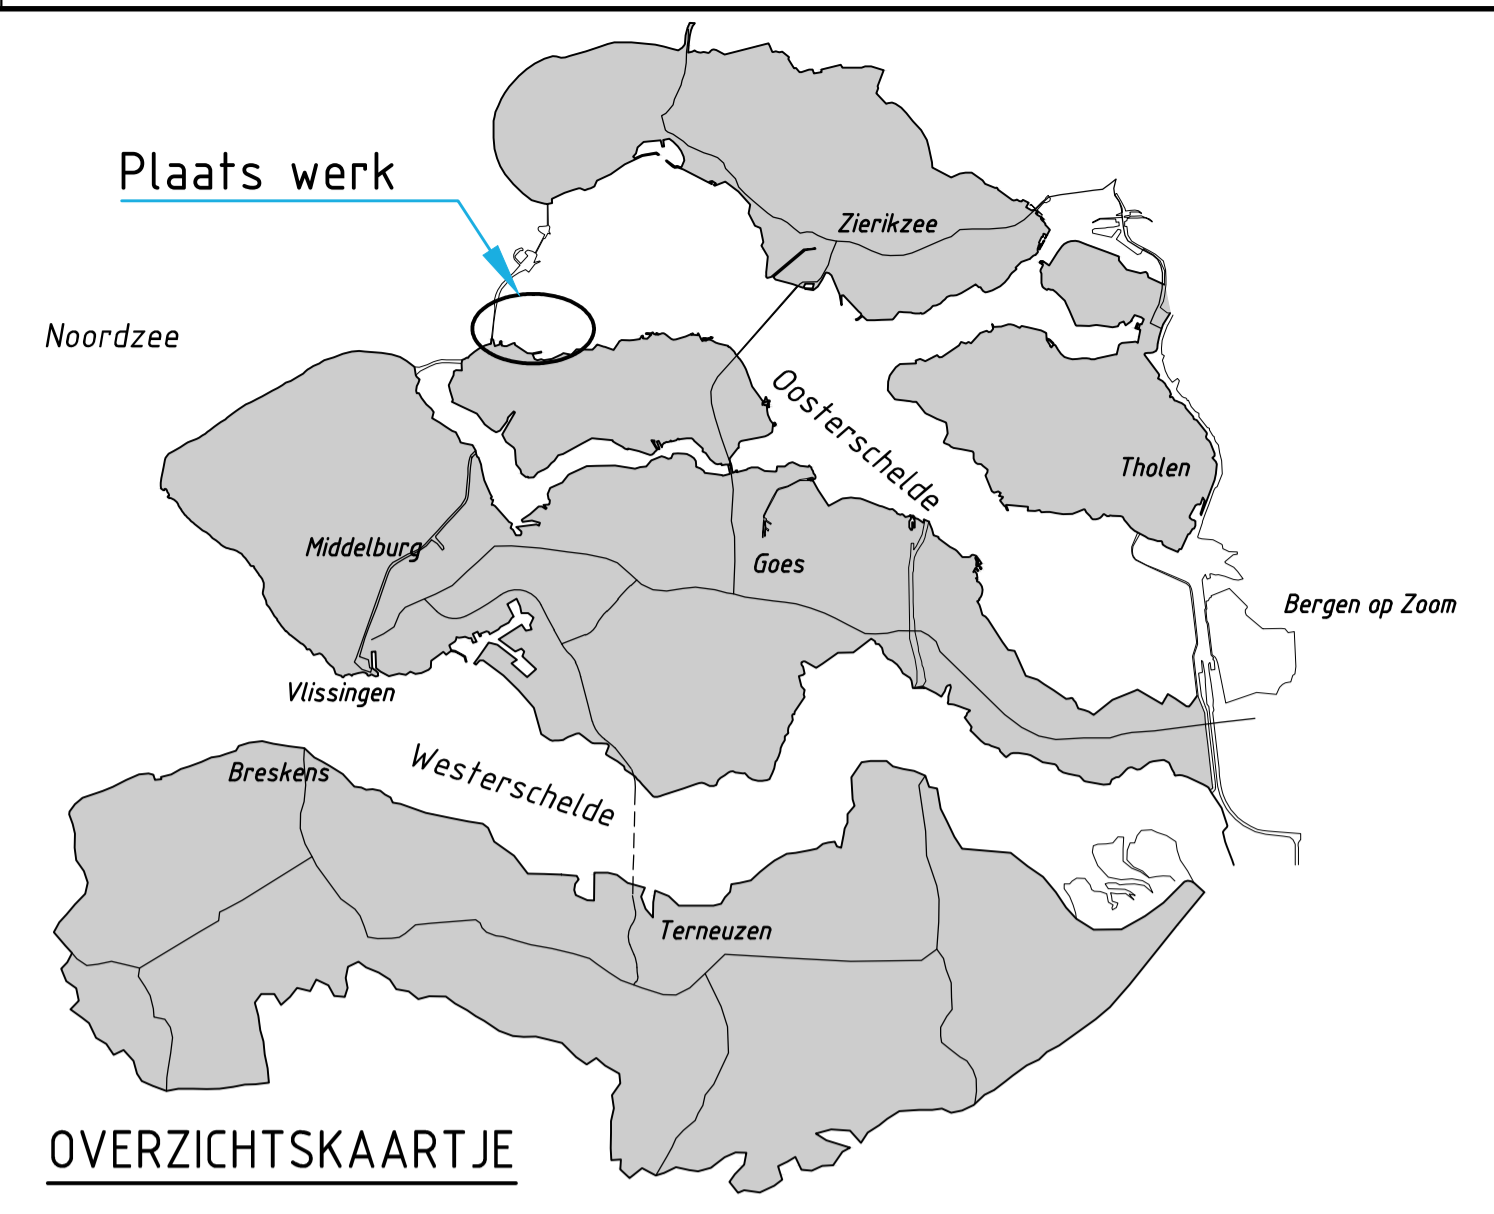 Plaats werk
Zierikzee
Noordzee
Oosterschelde
Tholen
Middelburg
Goes
Bergen op Zoom
Vlissingen
Westerschelde
Breskens
Terneuzen
OVERZICHTSKAARTJE